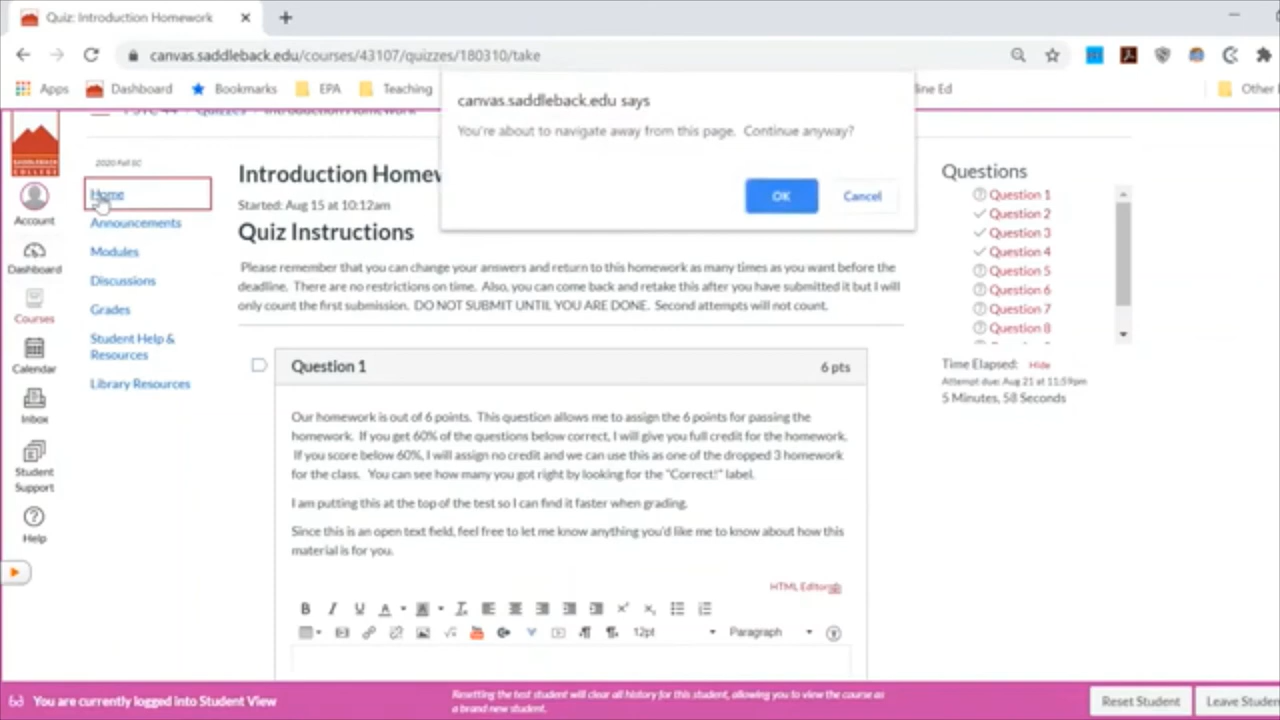 Quiz: Introduction Homework
canvas.saddleback.edu/courses/43107/quizzes/180310/take
Apps
Dashboard
Bookmarks
EPA
Teaching
line Ed
Other
canvas.saddleback.edu says
You're about to navigate away from this page. Continue anyway?
OK
Cancel
2020 Fall SC
Home
Announcements
Modules
Discussions
Grades
Student Help &
Resources
Library Resources
Account
Dashboard
Courses
Calendar
Inbox
Student
Support
Help
Introduction Homew
Started: Aug 15 at 10:12am
Quiz Instructions
Please remember that you can change your answers and return to this homework as many times as you want before the
deadline. There are no restrictions on time. Also, you can come back and retake this after you have submitted it but I will
only count the first submission. DO NOT SUBMIT UNTIL YOU ARE DONE. Second attempts will not count.
Question 1
6 pts
Our homework is out of 6 points. This question allows me to assign the 6 points for passing the
homework. If you get 60% of the questions below correct, I will give you full credit for the homework.
If you score below 60%, I will assign no credit and we can use this as one of the dropped 3 homework
for the class. You can see how many you got right by looking for the "Correct!" label.
I am putting this at the top of the test so I can find it faster when grading.
Since this is an open text field, feel free to let me know anything you'd like me to know about how this
material is for you.
HTML Editor
12pt
Paragraph
Questions
Question 1
Question 2
Question 3
Question 4
Question 5
Question 6
Question 7
Question 8
Time Elapsed: Hide
Attempt due: Aug 21 at 11:59pm
5 Minutes, 58 Seconds
You are currently logged into Student View
Resetting the test student will clear all history for this student, allowing you to view the course as
a brand new student.
Reset Student
Leave Studen